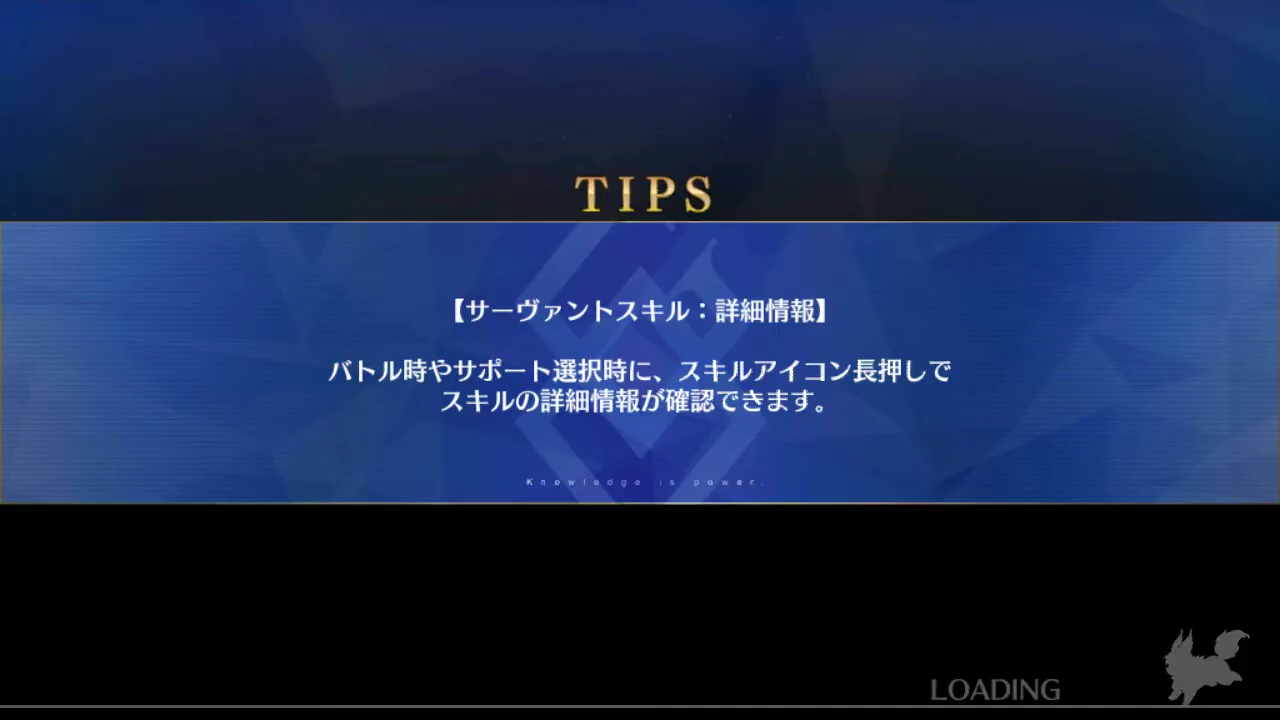 TIPS
【サーヴァントスキル：詳細情報】
バトル時やサポート選択時に、スキルアイコン長押しで
スキルの詳細情報が確認できます。
Knowledge is power.
LOADING